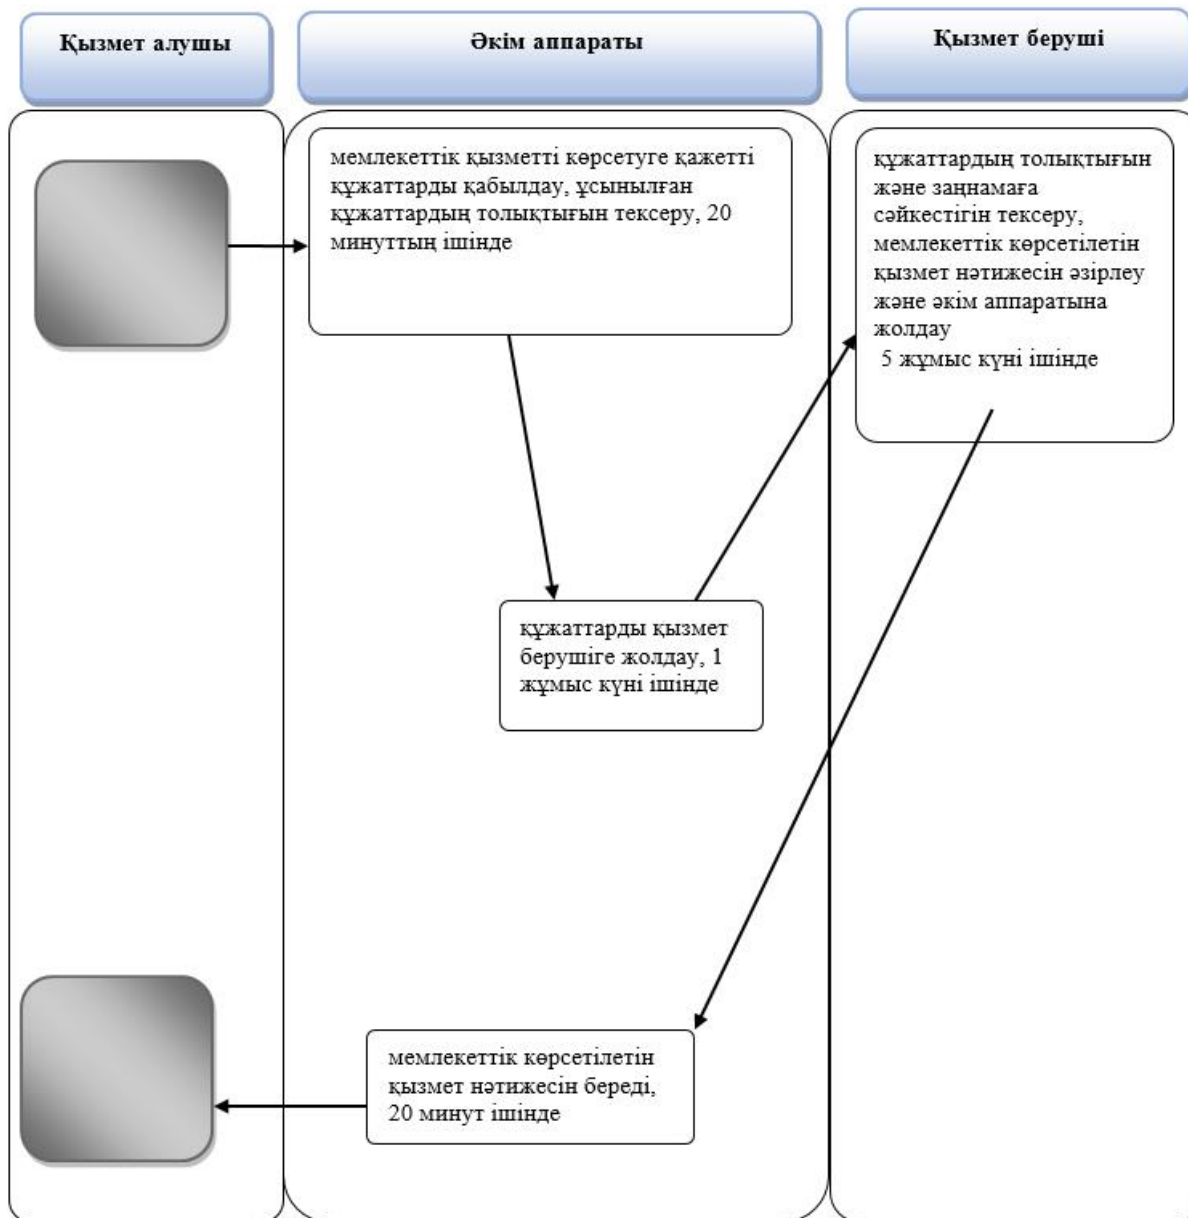 Қызмет алушы
Әкім аппараты
Қызмет беруші
мемлекеттік қызметті көрсетуге қажетті
құжаттарды қабылдау, ұсынылған
құжаттардың толықтығын тексеру, 20
минуттың ішінде
құжаттардың толықтығын
және заңнамаға
сәйкестігін тексеру,
мемлекеттік көрсетілетін
қызмет нәтижесін әзірлеу
және әкім аппаратына
жолдау
5 жұмыс күні ішінде
құжаттарды қызмет
берушіге жолдау, 1
жұмыс күні ішінде
мемлекеттік көрсетілетін
қызмет нәтижесін береді,
20 минут ішінде